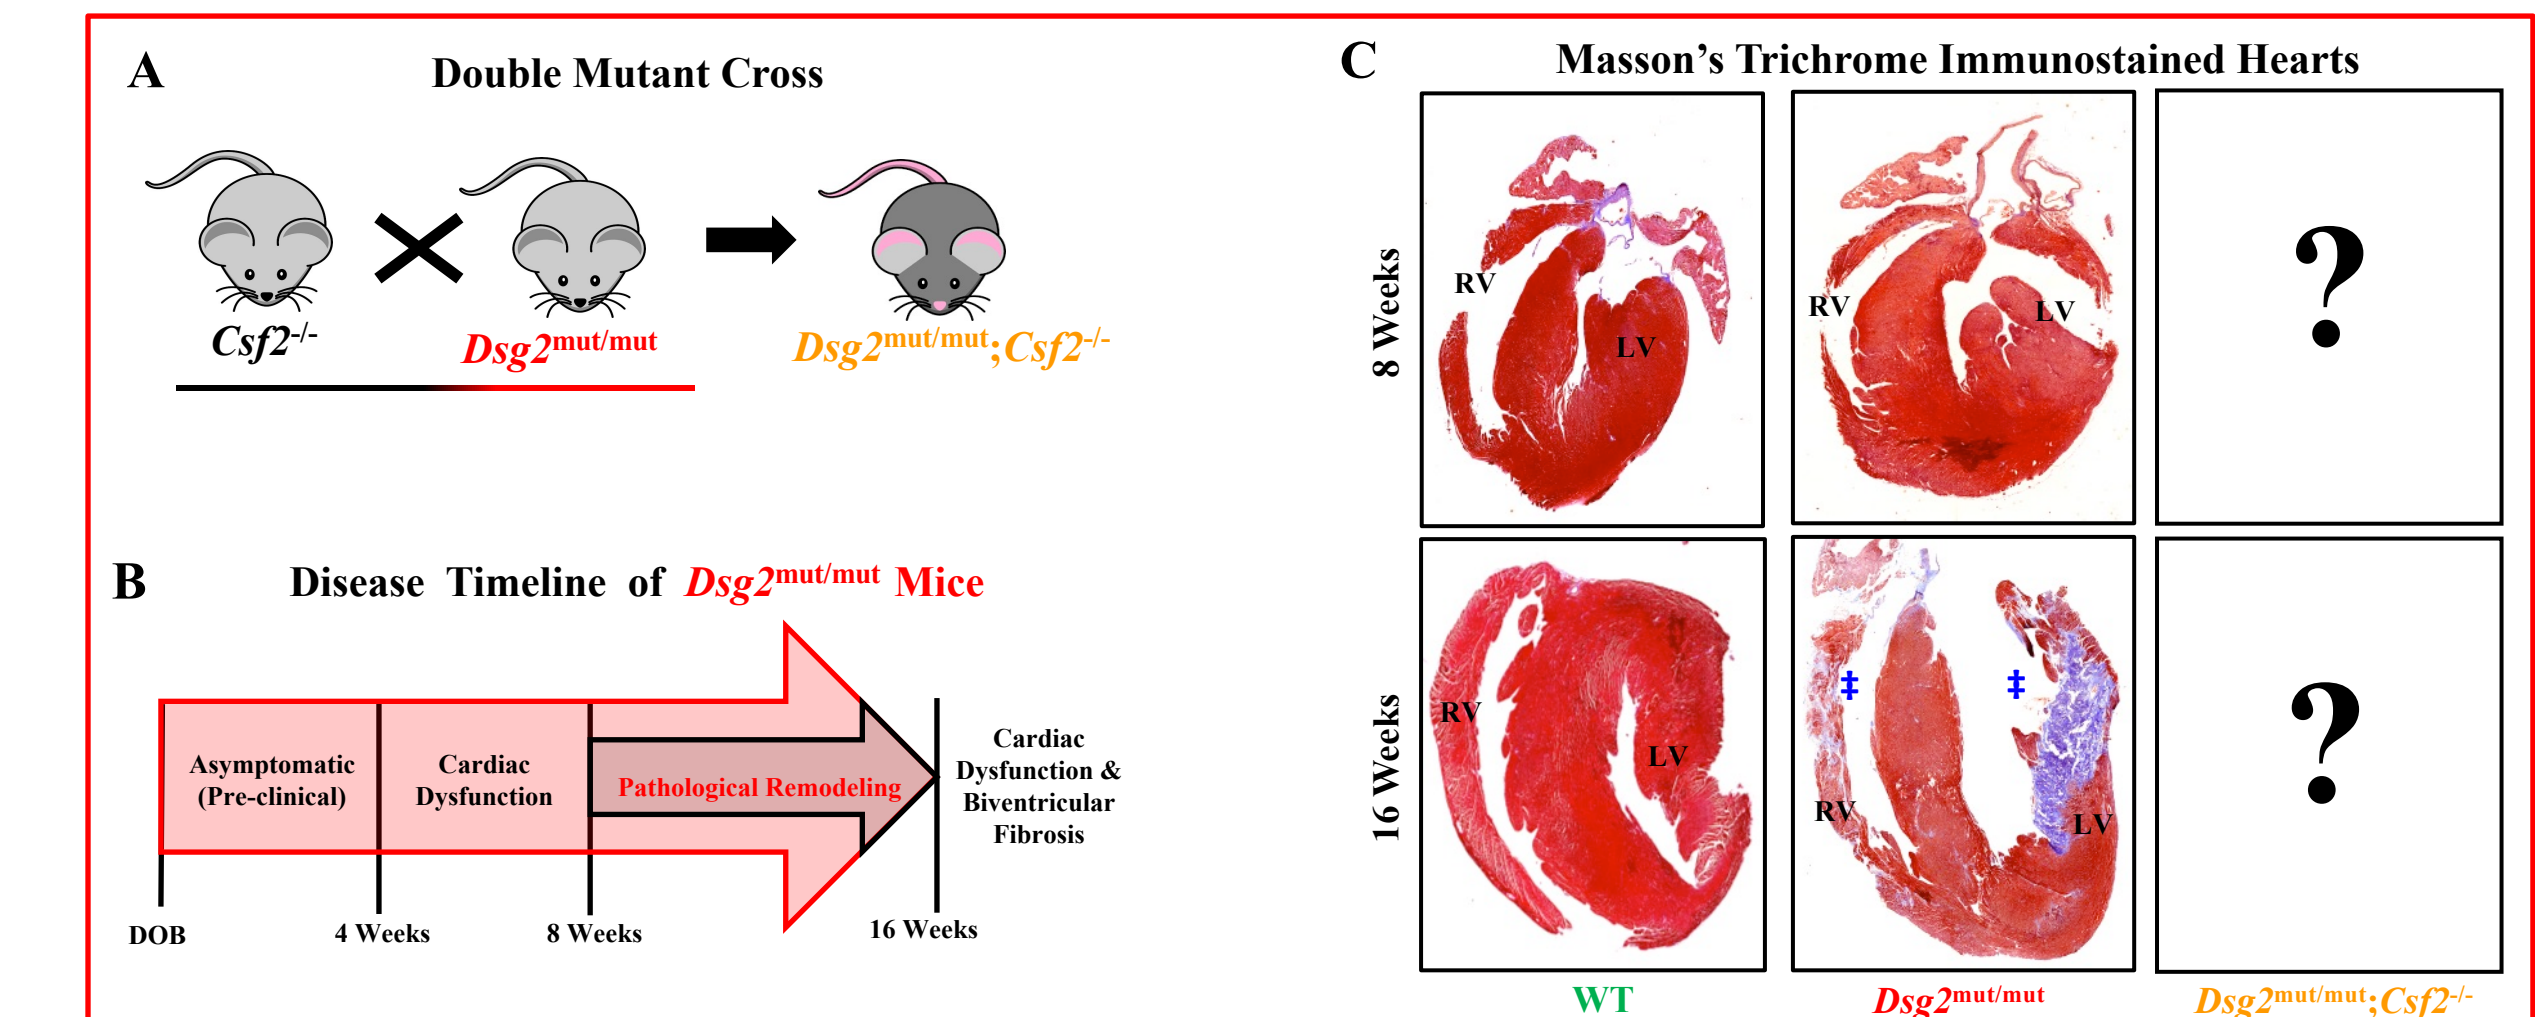 A
Double Mutant Cross
Csf2-/-
Dsg2mut/mut
Dsg2mut/mut;Csf2-/-
B
Disease Timeline of Dsg2mut/mut Mice
Asymptomatic
(Pre-clinical)
Cardiac
Dysfunction
Pathological Remodeling
Cardiac
Dysfunction &
Biventricular
Fibrosis
DOB
4 Weeks
8 Weeks
16 Weeks
C
Masson's Trichrome Immunostained Hearts
8 Weeks
RV
LV
RV
LV
?
16 Weeks
RV
LV
‡
‡
RV
LV
?
WT
Dsg2mut/mut
Dsg2mut/mut;Csf2-/-